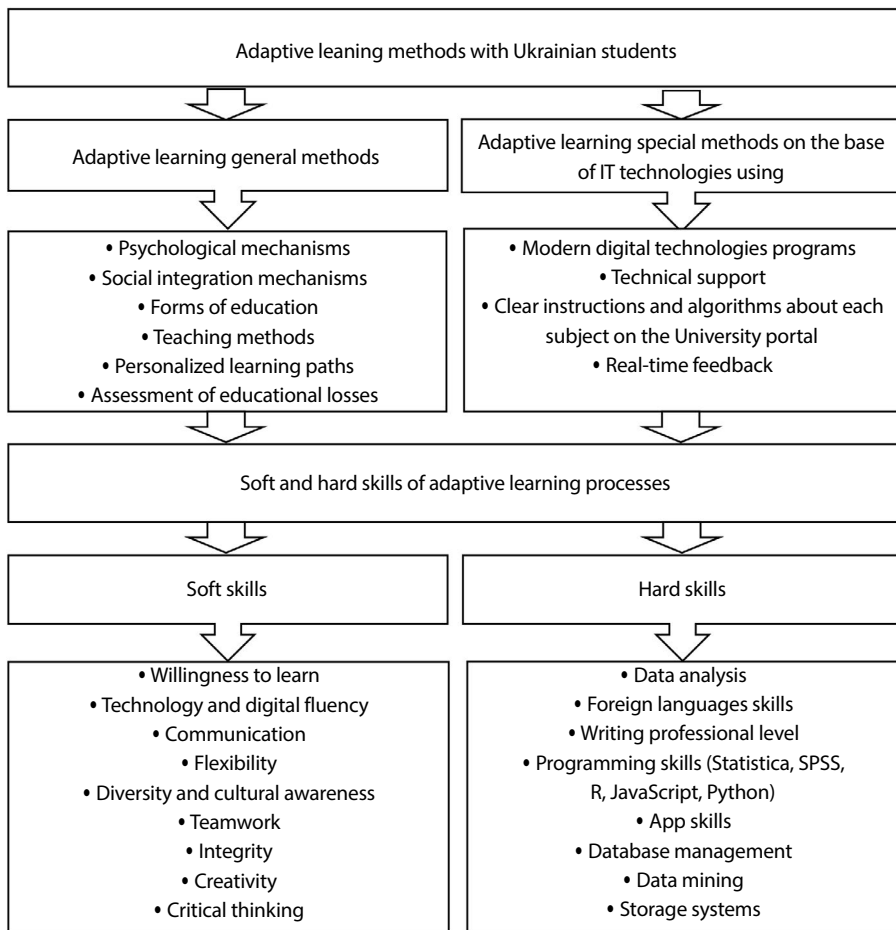 Adaptive leaning methods with Ukrainian students
Adaptive learning general methods
Adaptive learning special methods on the base
of IT technologies using
• Psychological mechanisms
• Social integration mechanisms
• Forms of education
• Teaching methods
• Personalized learning paths
• Assessment of educational losses
• Modern digital technologies programs
• Technical support
• Clear instructions and algorithms about each
subject on the University portal
• Real-time feedback
Soft and hard skills of adaptive learning processes
Soft skills
Hard skills
• Willingness to learn
• Technology and digital fluency
• Communication
• Flexibility
• Diversity and cultural awareness
• Teamwork
• Integrity
• Creativity
• Critical thinking
• Data analysis
• Foreign languages skills
• Writing professional level
• Programming skills (Statistica, SPSS,
R, JavaScript, Python)
• App skills
• Database management
• Data mining
• Storage systems